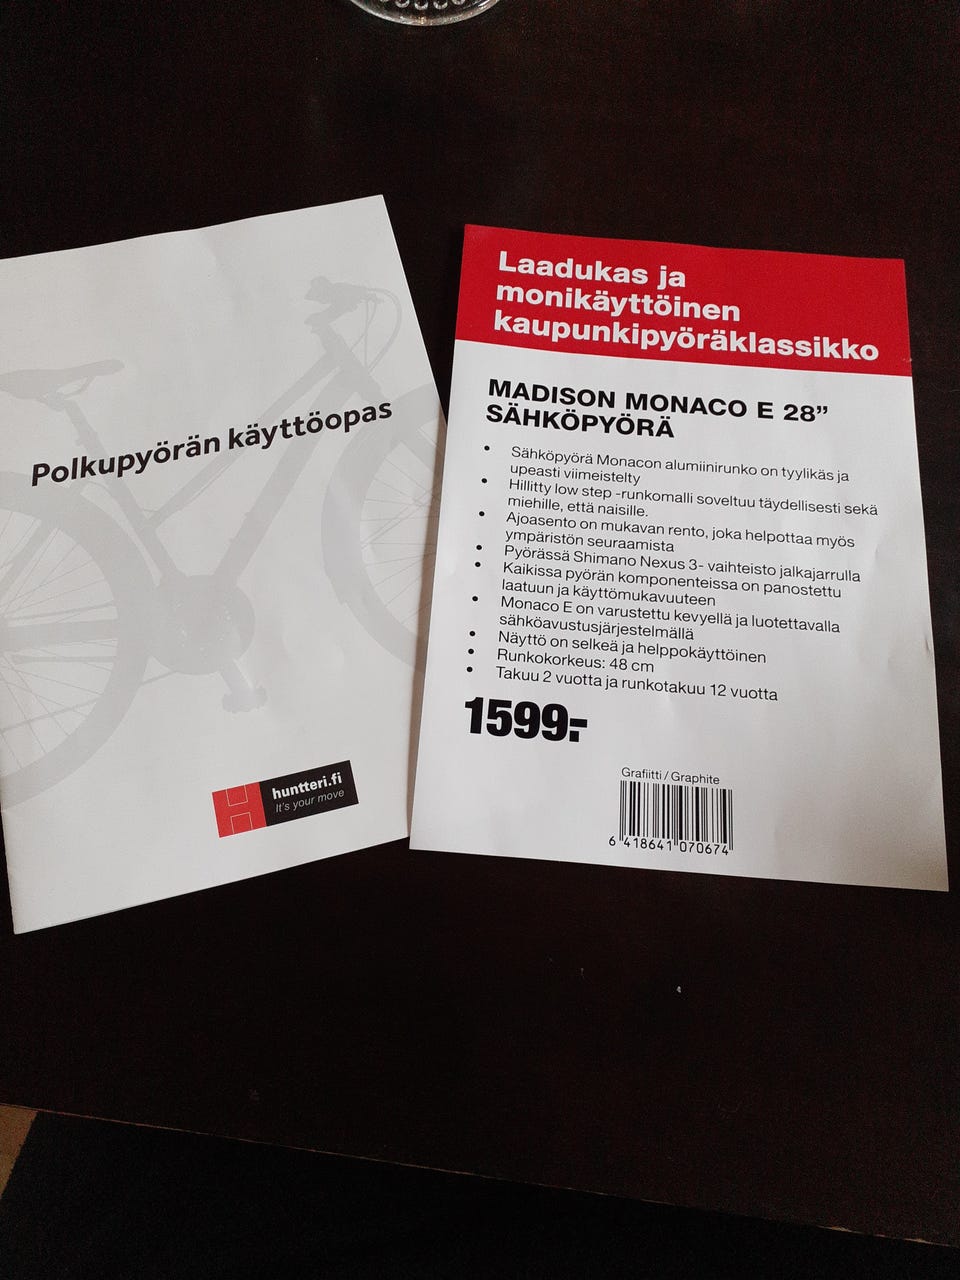 Polkupyörän käyttöopas
huntteri.fi
It's your move
Laadukas ja
monikäyttöinen
kaupunkipyöräklassikko
MADISON MONACO E 28”
SÄHKÖPYÖRÄ
• Sähköpyörä Monacon alumiinirunko on tyylikäs ja
upeasti viimeistelty
• Hillitty low step -runkomalli soveltuu täydellisesti sekä
miehille, että naisille.
• Ajoasento on mukavan rento, joka helpottaa myös
ympäristön seuraamista
• Pyörässä Shimano Nexus 3- vaihteisto jalkajarrulla
• Kaikissa pyörän komponenteissa on panostettu
laatuun ja käyttömukavuuteen
• Monaco E on varustettu kevyellä ja luotettavalla
sähköavustusjärjestelmällä
• Näyttö on selkeä ja helppokäyttöinen
• Runkokorkeus: 48 cm
• Takuu 2 vuotta ja runkotakuu 12 vuotta
1599:-
Grafiitti / Graphite
6 418641 070674